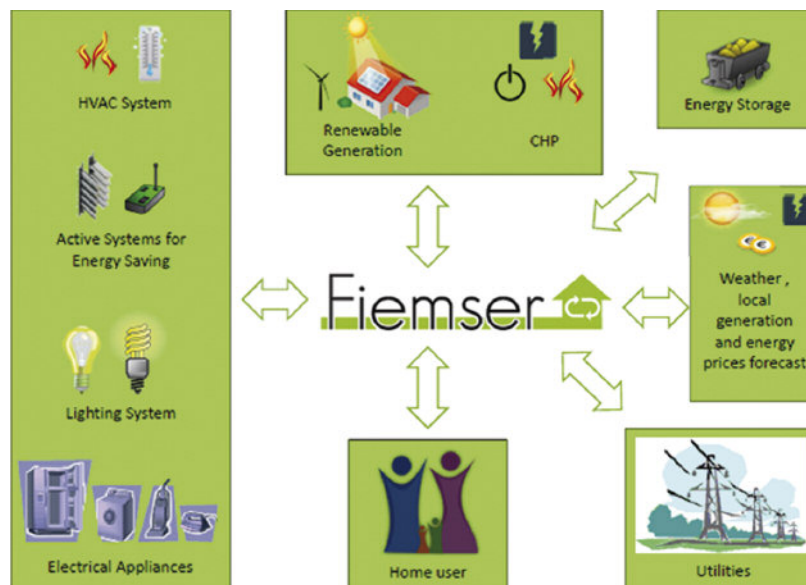 HVAC System
Active Systems for
Energy Saving
Lighting System
Electrical Appliances
Renewable
Generation
CHP
Energy Storage
Fiemser
€
€
Weather ,
local
generation
and energy
prices forecast
Home user
Utilities